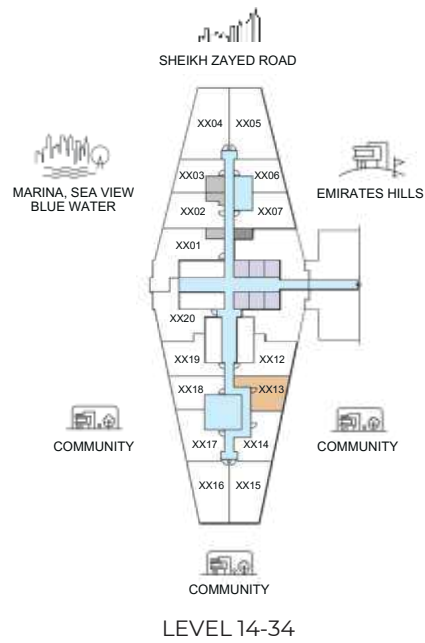 SHEIKH ZAYED ROAD
XX04 XX05
XX03 XX06
MARINA, SEA VIEW
BLUE WATER
EMIRATES HILLS
XX02 XX07
XX01
XX20
XX19 XX12
XX18 XX13
COMMUNITY
XX17 XX14
COMMUNITY
XX16 XX15
COMMUNITY
LEVEL 14-34